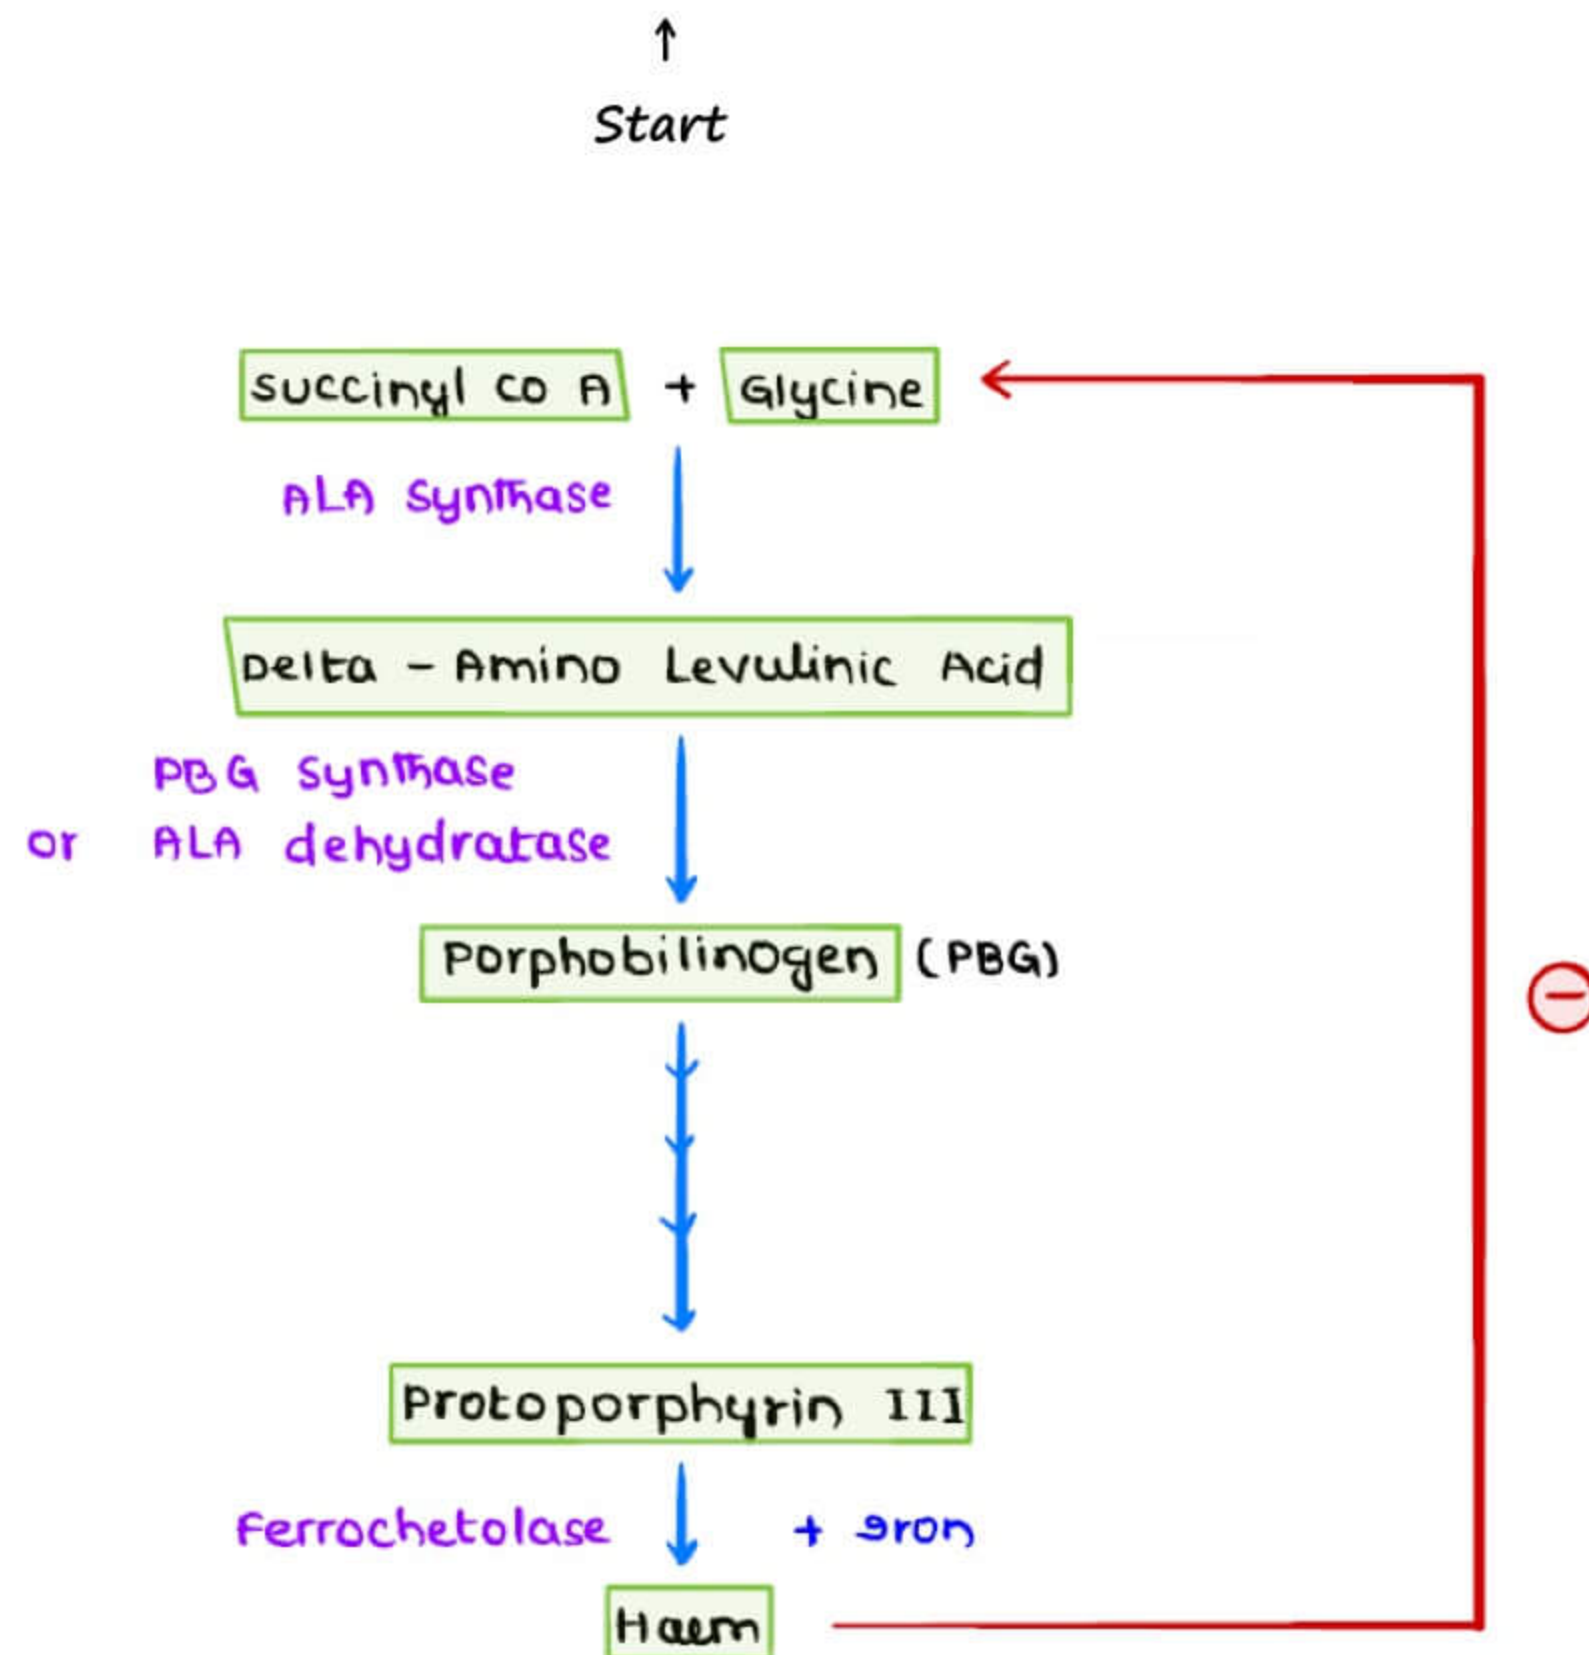 Start
Succinyl CO A + Glycine
ALA Synthase
Delta - Amino Levulinic Acid
PBG Synthase
or ALA dehydratase
Porphobilinogen (PBG)
Protoporphyrin III
Ferrochetolase + Iron
Haem